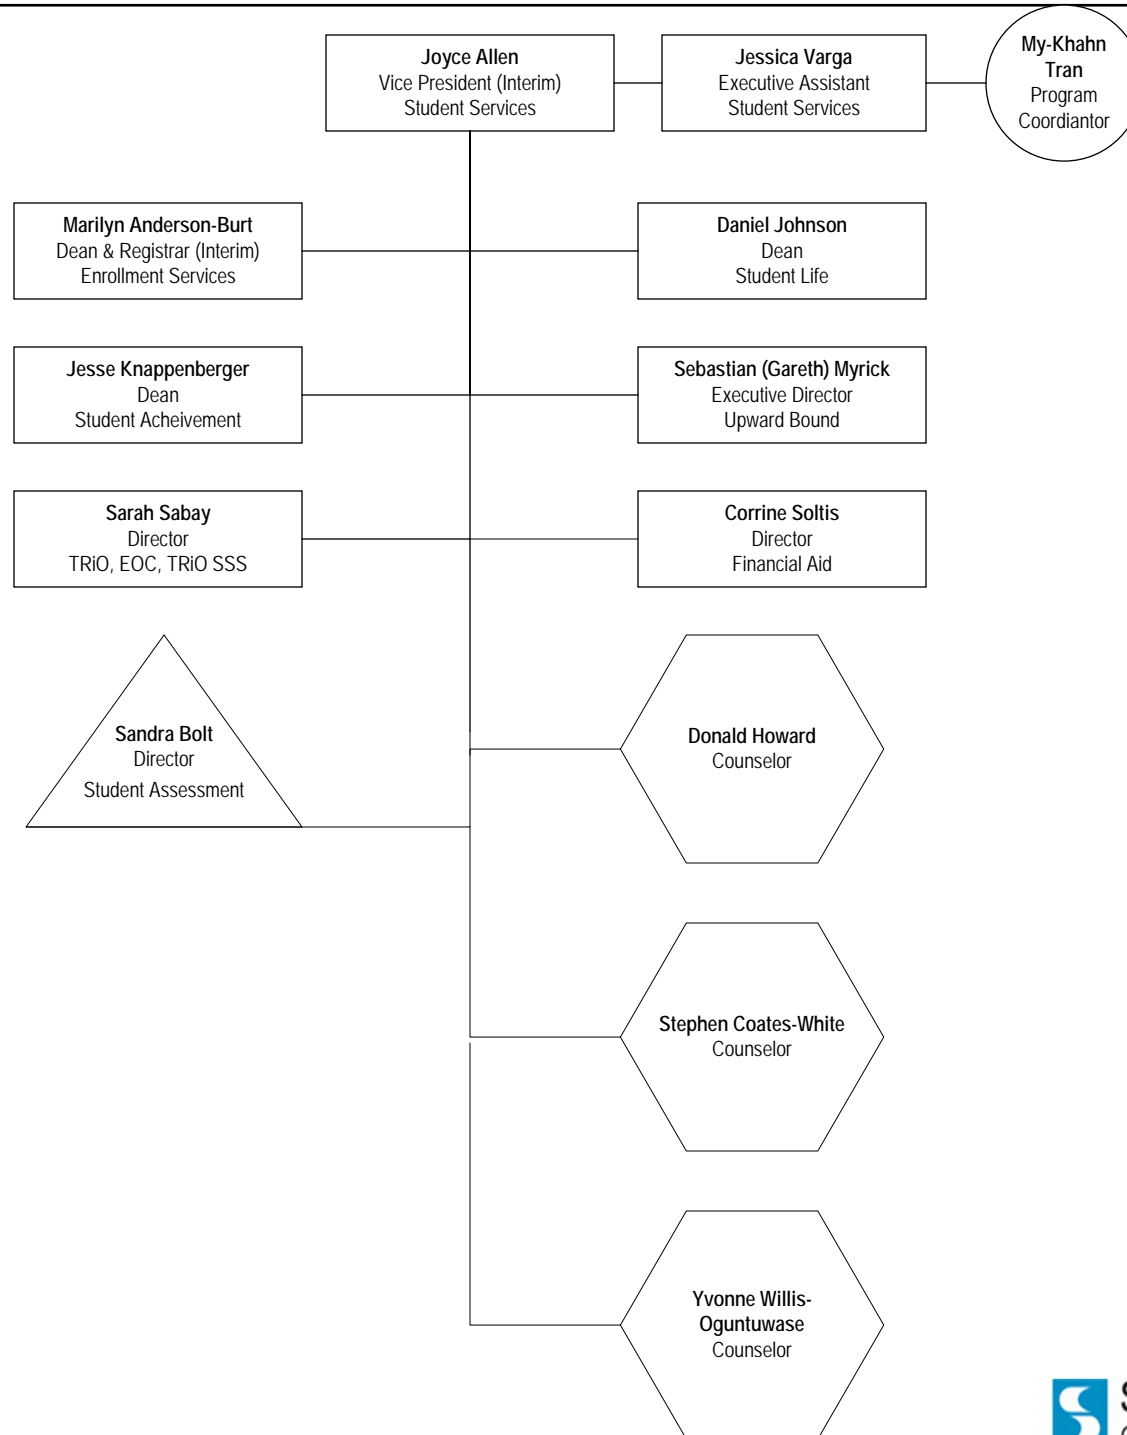 Joyce Allen
Vice President (Interim)
Student Services
Jessica Varga
Executive Assistant
Student Services
My-Khahn
Tran
Program
Coordiantor
Marilyn Anderson-Burt
Dean & Registrar (Interim)
Enrollment Services
Daniel Johnson
Dean
Student Life
Jesse Knappenberger
Dean
Student Acheivement
Sebastian (Gareth) Myrick
Executive Director
Upward Bound
Sarah Sabay
Director
TRiO, EOC, TRiO SSS
Corrine Soltis
Director
Financial Aid
Sandra Bolt
Director
Student Assessment
Donald Howard
Counselor
Stephen Coates-White
Counselor
Yvonne Willis-
Oguntuwase
Counselor